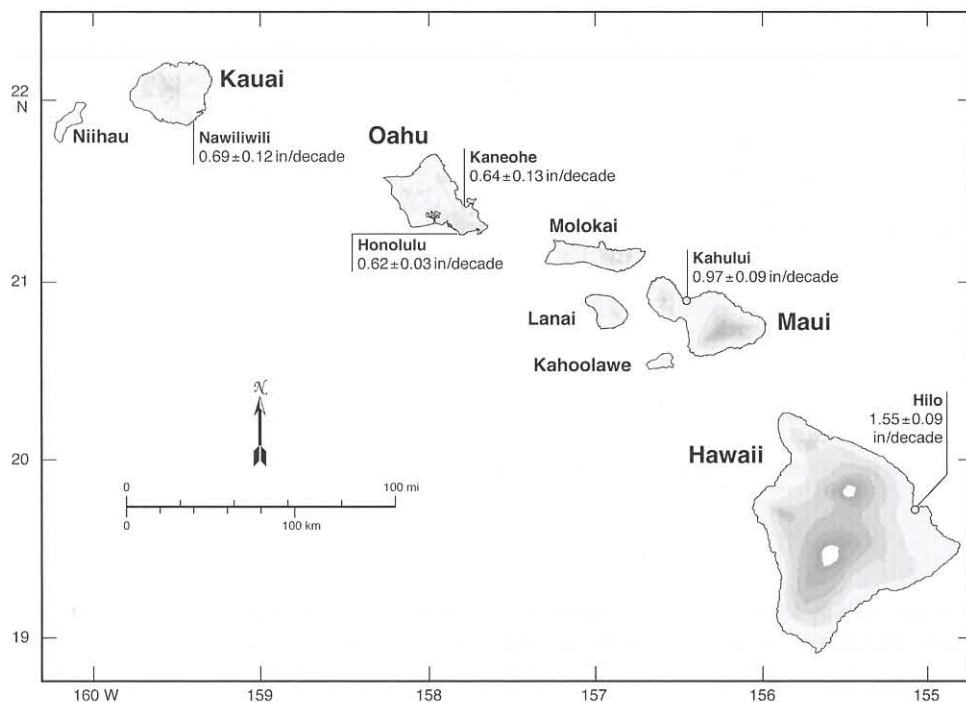 22
N
21
20
19
Kauai
Niihau
Nawiliwili
0.69±0.12 in/decade
Oahu
Kaneohe
0.64±0.13 in/decade
Honolulu
0.62±0.03 in/decade
Molokai
Kahului
0.97±0.09 in/decade
Lanai
Maui
Kahoolawe
Hilo
1.55±0.09
in/decade
Hawaii
N
0 100 mi
0 100 km
160 W 159 158 157 156 155